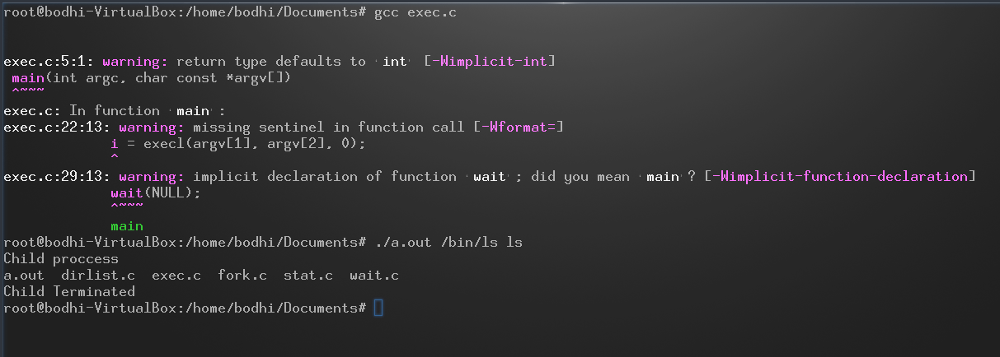 root@bodhi-VirtualBox:/home/bodhi/Documents# gcc exec.c
exec.c:5:1: warning: return type defaults to int [-Wimplicit-int]
main(int argc, char const *argv[])
^~~~
exec.c: In function main :
exec.c:22:13: warning: missing sentinel in function call [-Wformat=]
i = execl(argv[1], argv[2], 0);
^
exec.c:29:13: warning: implicit declaration of function wait ; did you mean main ? [-Wimplicit-function-declaration]
wait(NULL);
^~~~
main
root@bodhi-VirtualBox:/home/bodhi/Documents# ./a.out /bin/ls ls
Child proccess
a.out dirlist.c exec.c fork.c stat.c wait.c
Child Terminated
root@bodhi-VirtualBox:/home/bodhi/Documents#